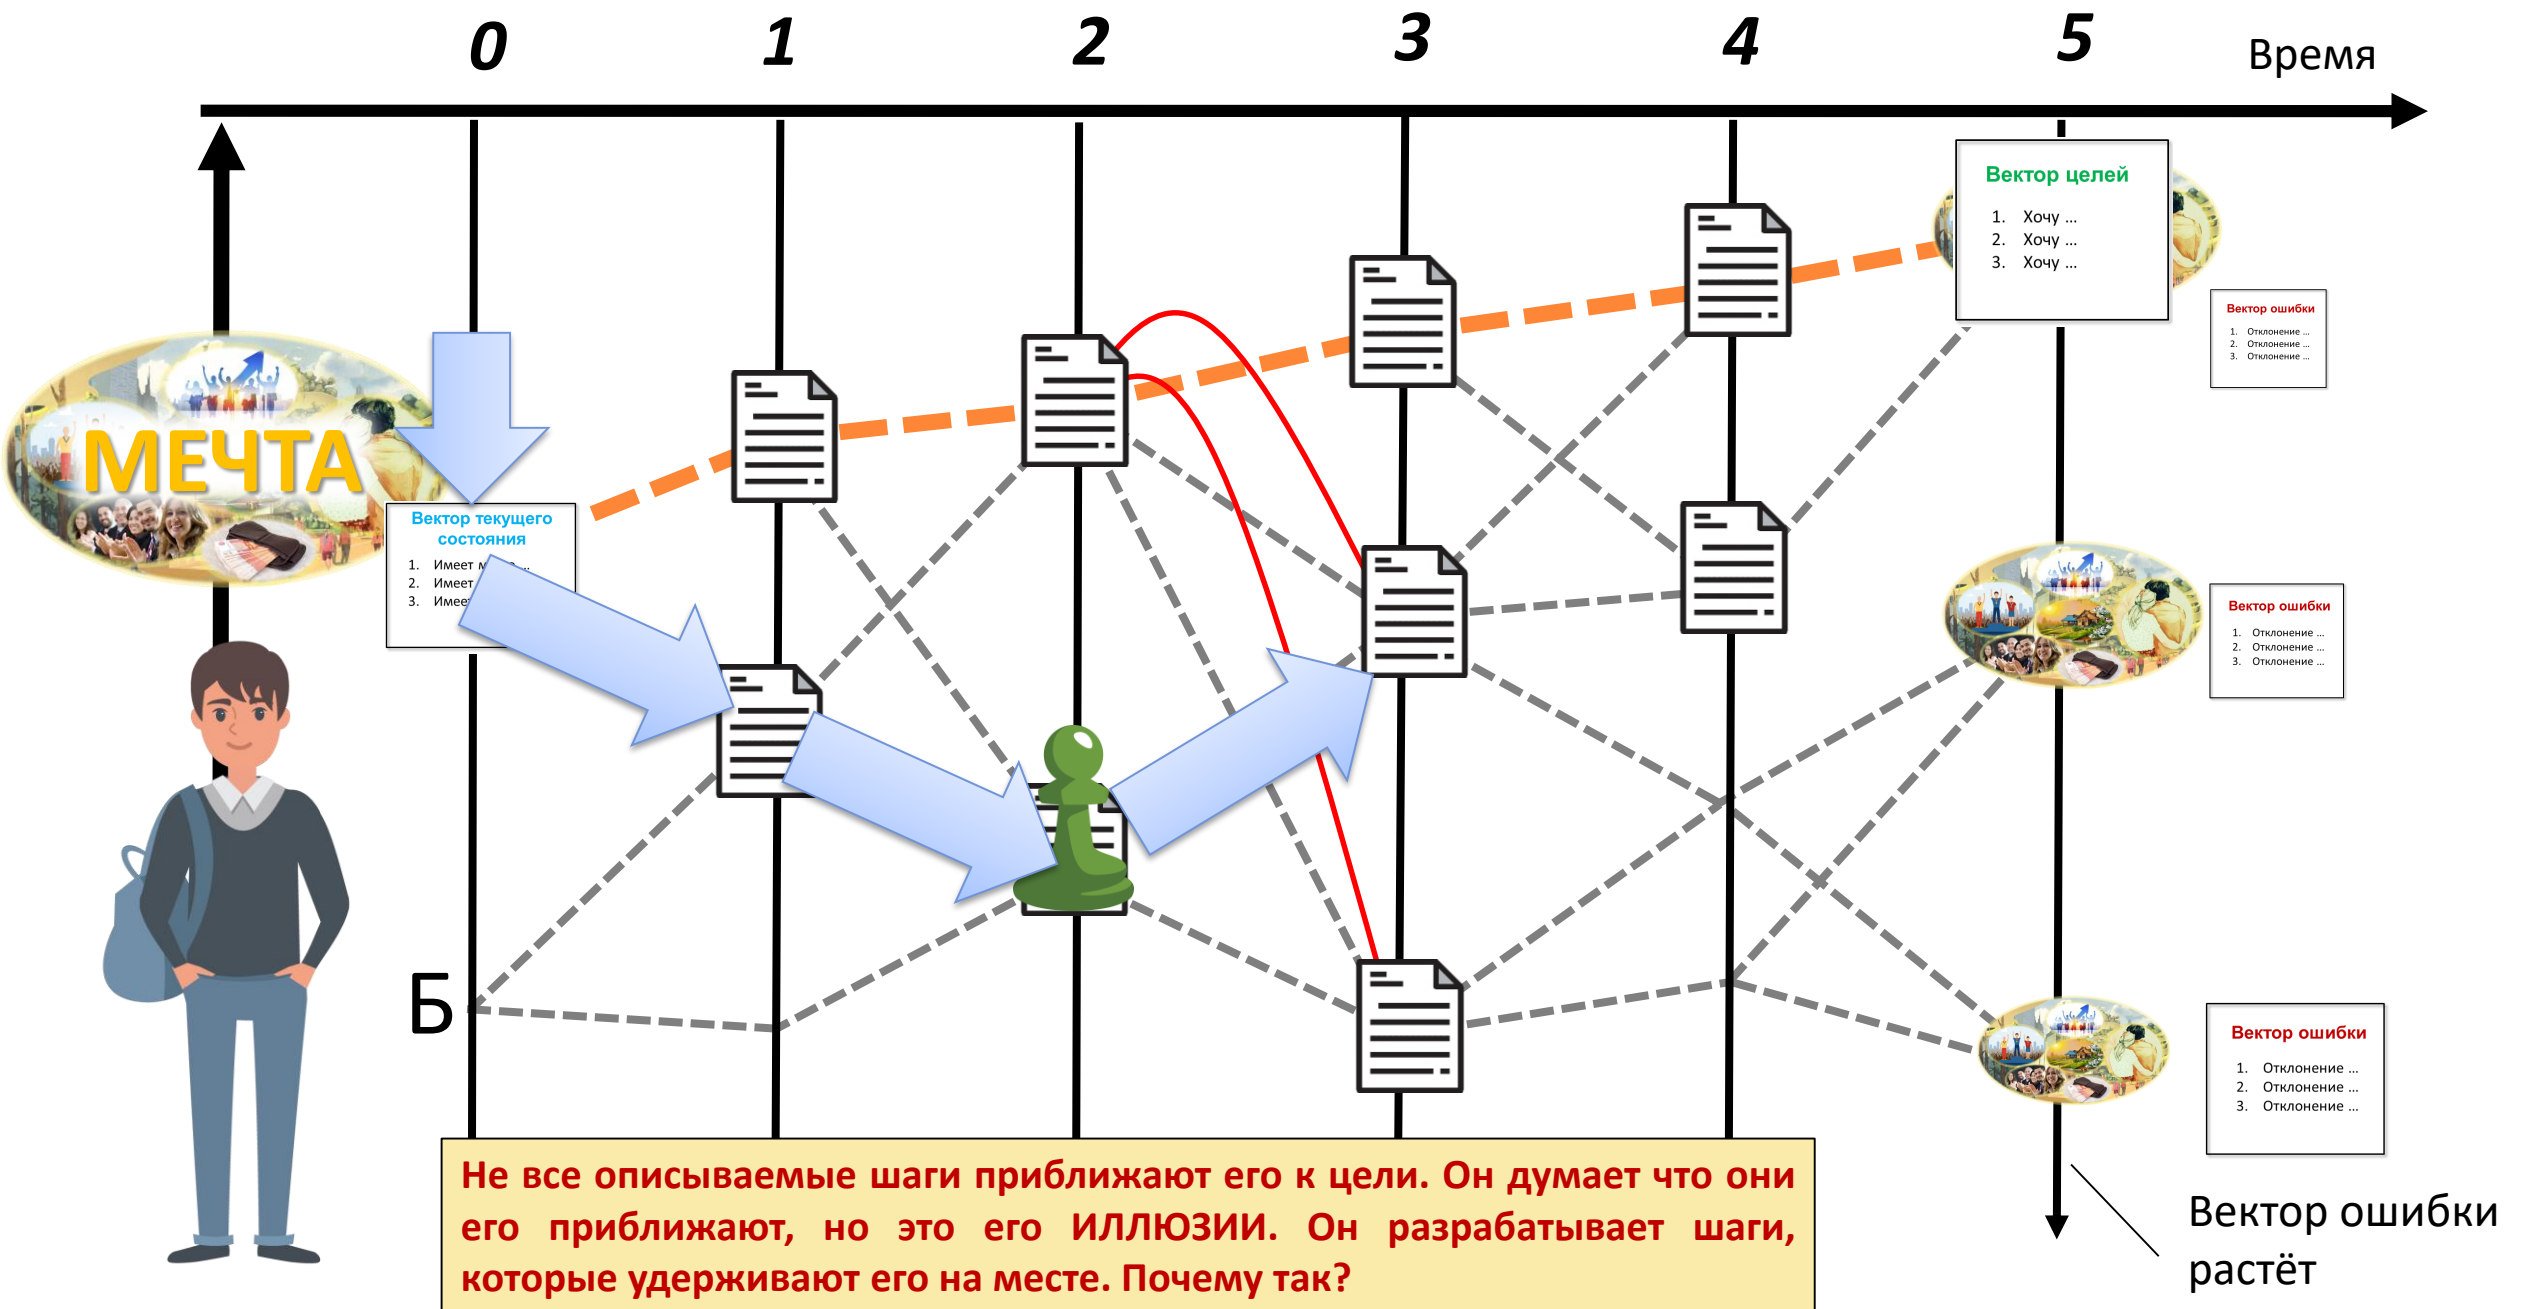 0 1 2 3 4 5 Время
МЕЧТА
Вектор текущего
состояния
1. Имеет
2. Имеет
3.
Вектор целей
1. Хочу ...
2. Хочу ...
3. Хочу ...
Вектор ошибки
1. Отклонение ...
2. Отклонение ...
3. Отклонение ...
Вектор ошибки
1. Отклонение ...
2. Отклонение ...
3. Отклонение ...
Б
Вектор ошибки
1. Отклонение ...
2. Отклонение ...
3. Отклонение ...
Не все описываемые шаги приближают его к цели. Он думает что они
его приближают, но это его ИЛЛЮЗИИ. Он разрабатывает шаги,
которые удерживают его на месте. Почему так?
Вектор ошибки
растёт